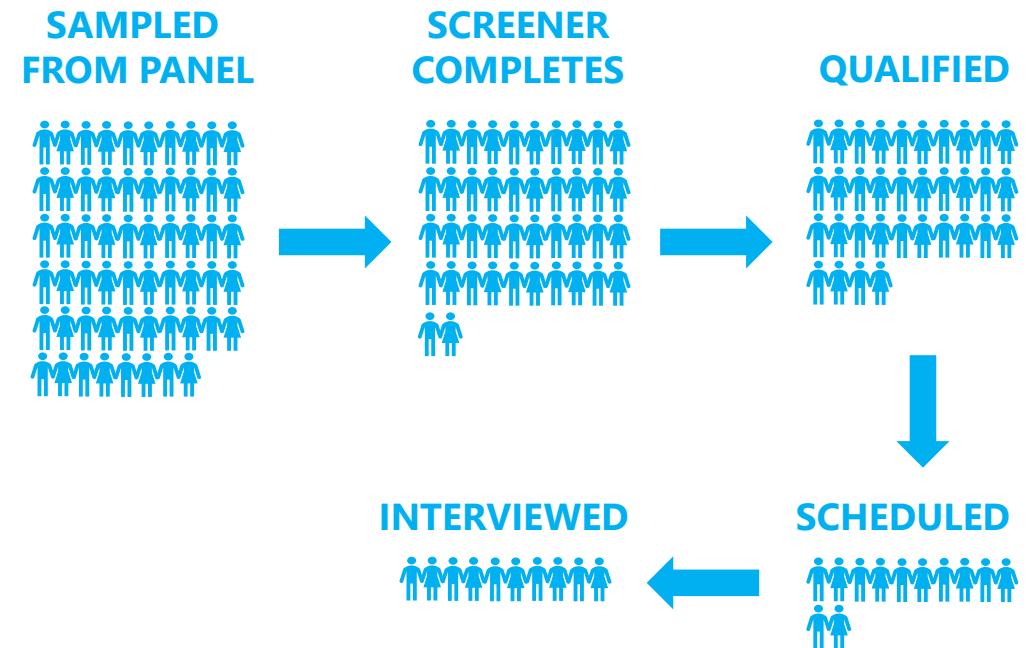 SAMPLED
FROM PANEL
SCREENER
COMPLETES
QUALIFIED
INTERVIEWED
SCHEDULED